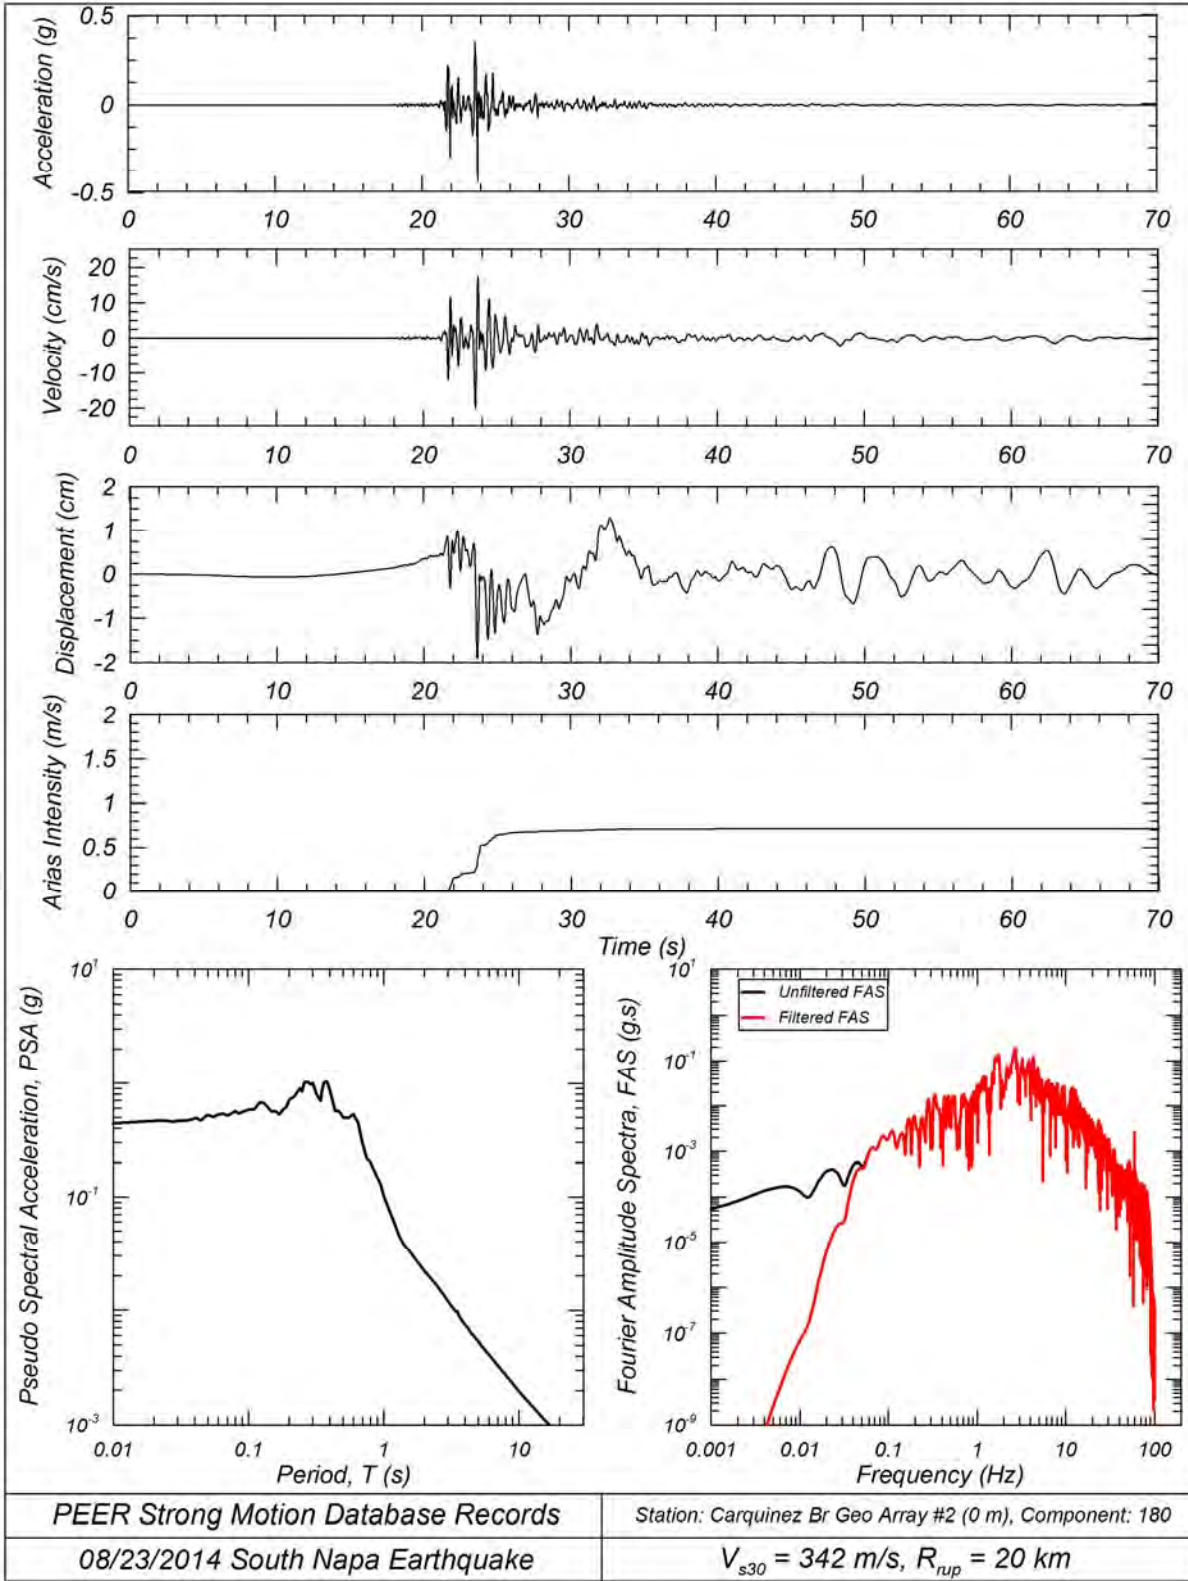 0.5
0
-0.5
Acceleration (g)
0 10 20 30 40 50 60 70
20
10
0
-10
-20
Velocity (cm/s)
0 10 20 30 40 50 60 70
2
1
0
-1
-2
Displacement (cm)
0 10 20 30 40 50 60 70
2
1.5
1
0.5
0
Arias Intensity (m/s)
0 10 20 30 40 50 60 70
Time (s)
10¹
10⁻¹
10⁻³
Pseudo Spectral Acceleration, PSA (g)
0.01 0.1 1 10
Period, T (s)
10¹
10⁻¹
10⁻³
10⁻⁵
10⁻⁷
10⁻⁹
Fourier Amplitude Spectra, FAS (g.s)
Unfiltered FAS
Filtered FAS
0.001 0.01 0.1 1 10 100
Frequency (Hz)
PEER Strong Motion Database Records
Station: Carquinez Br Geo Array #2 (0 m), Component: 180
08/23/2014 South Napa Earthquake
Vs30 = 342 m/s, Rrup = 20 km